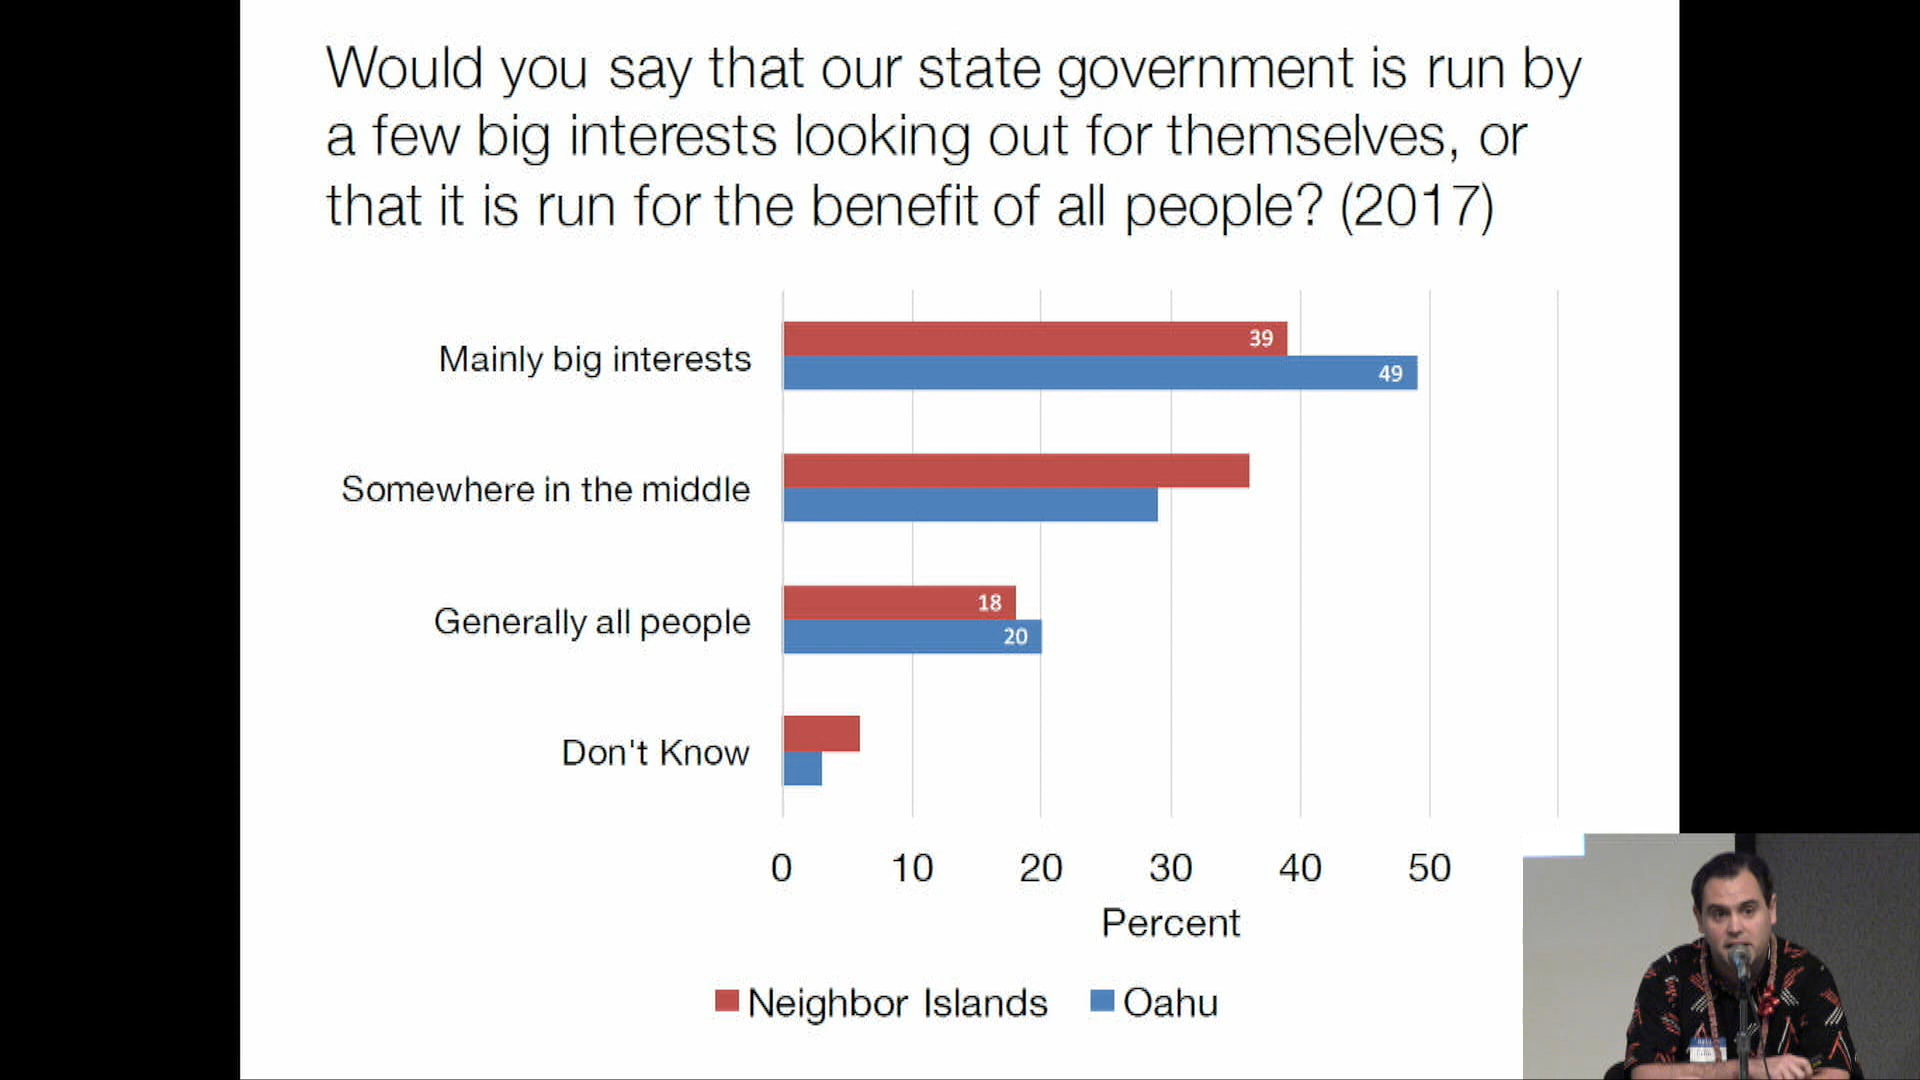 Would you say that our state government is run by
a few big interests looking out for themselves, or
that it is run for the benefit of all people? (2017)
Mainly big interests
39
49
Somewhere in the middle
Generally all people
18
20
Don't Know
0 10 20 30 40 50
Percent
Neighbor Islands Oahu